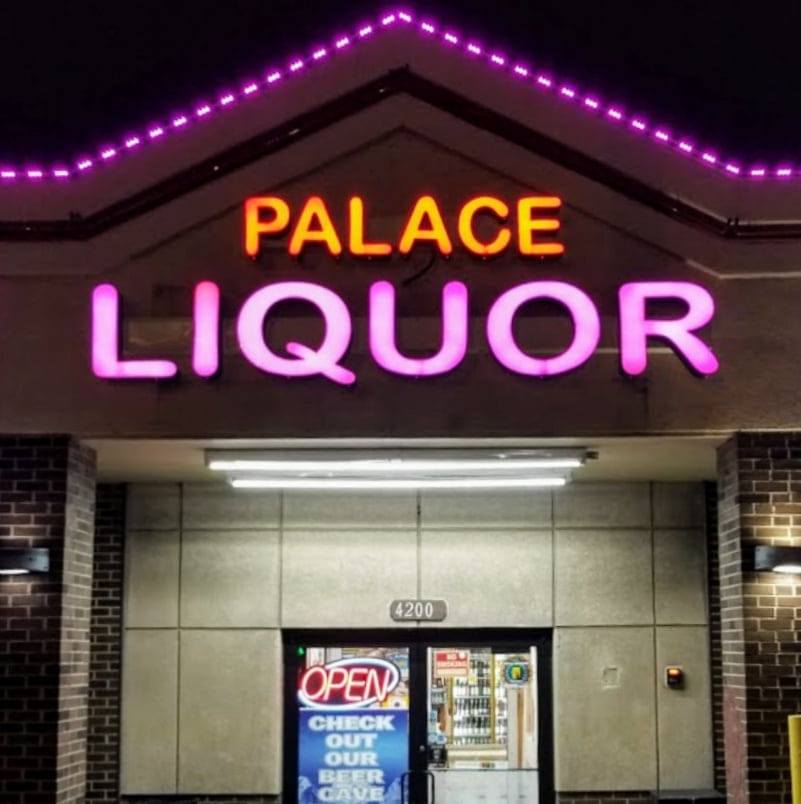 PALACE
LIQUOR
4200
NO
SMOKING
OPEN
CHECK
OUT
OUR
BEER
CAVE